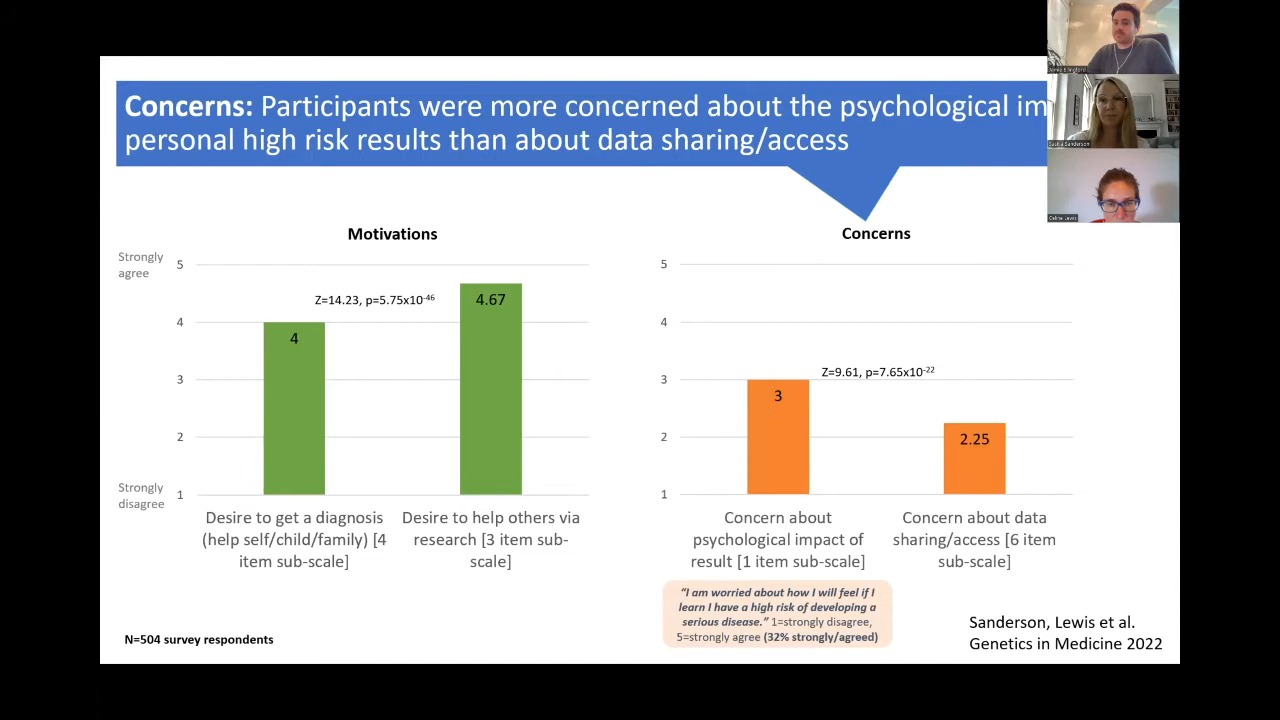 Concerns: Participants were more concerned about the psychological im
personal high risk results than about data sharing/access
Motivations
Strongly
agree
5
4
3
2
1
Strongly
disagree
Z=14.23, p=5.75x10⁻⁴⁶
4
4.67
Desire to get a diagnosis
(help self/child/family) [4
item sub-scale]
Desire to help others via
research [3 item sub-
scale]
Concerns
5
4
3
2
1
Z=9.61, p=7.65x10⁻²²
3
2.25
Concern about
psychological impact of
result [1 item sub-scale]
Concern about data
sharing/access [6 item
sub-scale]
“I am worried about how I will feel if I
learn I have a high risk of developing a
serious disease.” 1=strongly disagree,
5=strongly agree (32% strongly/agreed)
N=504 survey respondents
Sanderson, Lewis et al.
Genetics in Medicine 2022
Jamie Ellingford
Saskia Sanderson
Celine Lewis